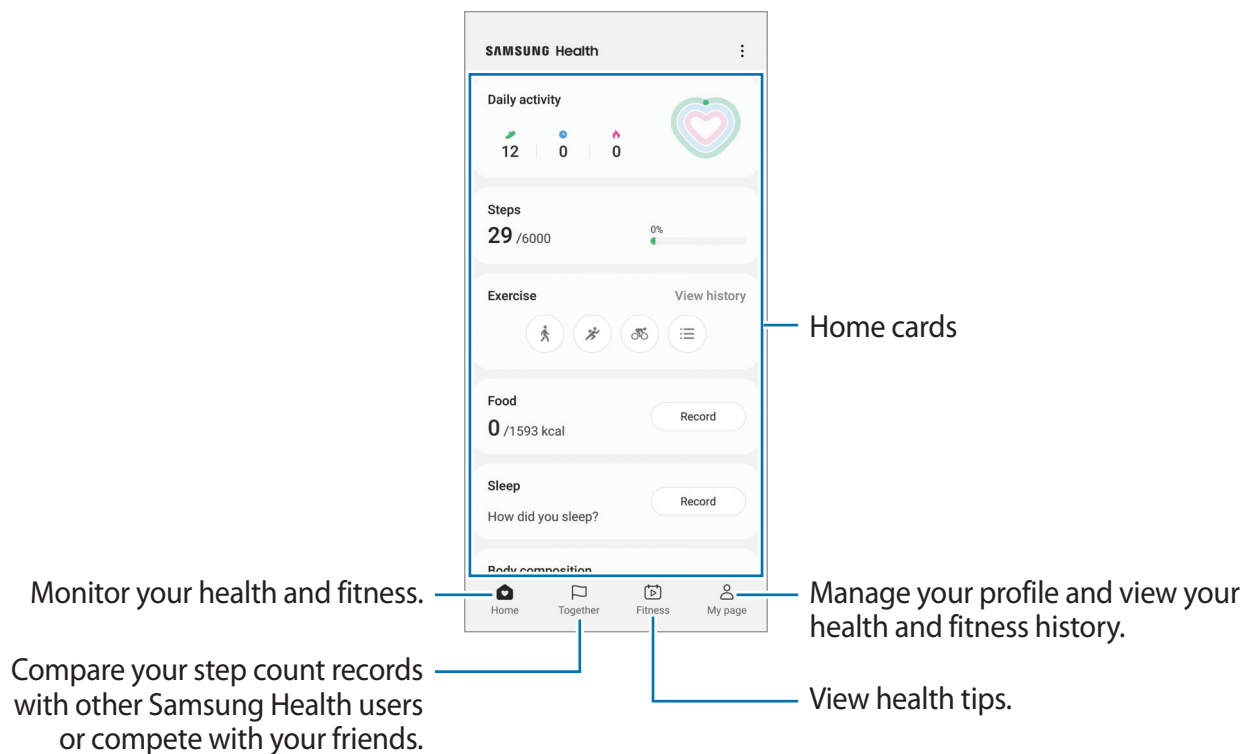 SAMSUNG Health
Daily activity
12 0 0
Steps
29 /6000
0%
Exercise
View history
Food
0 /1593 kcal
Record
Sleep
How did you sleep?
Record
Body composition
Home
Together
Fitness
My page
Home cards
Monitor your health and fitness.
Compare your step count records
with other Samsung Health users
or compete with your friends.
Manage your profile and view your
health and fitness history.
View health tips.